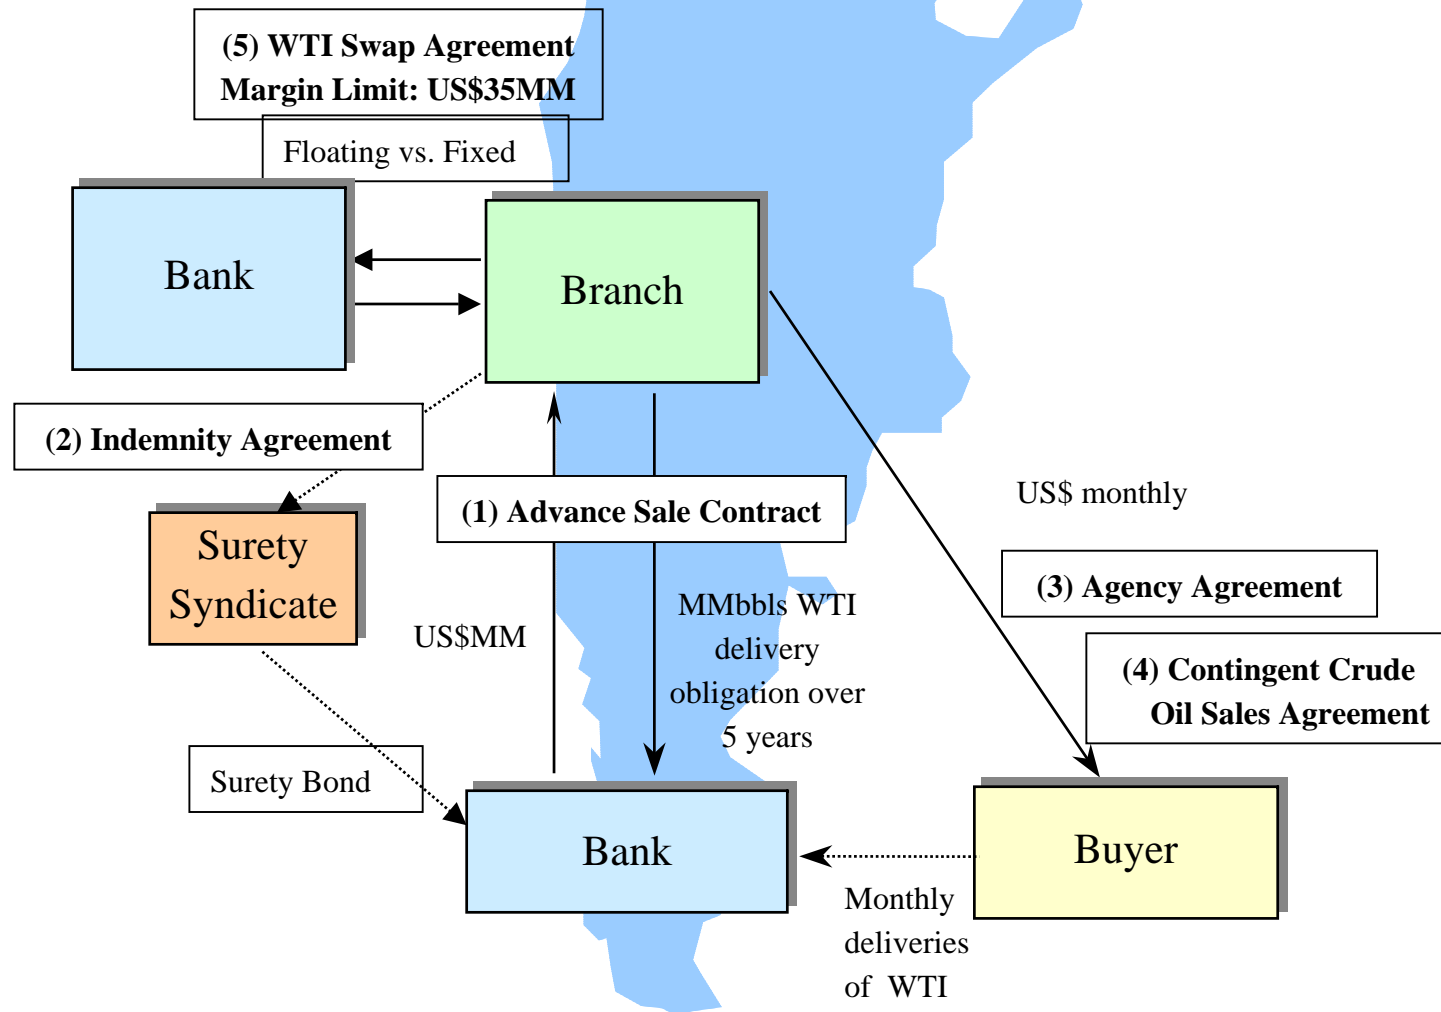 (5) WTI Swap Agreement
Margin Limit: US$35MM
Floating vs. Fixed
Bank
Branch
(2) Indemnity Agreement
(1) Advance Sale Contract
US$ monthly
Surety
Syndicate
(3) Agency Agreement
US$MM
MMbbls WTI
delivery
obligation over
5 years
(4) Contingent Crude
Oil Sales Agreement
Surety Bond
Bank
Buyer
Monthly
deliveries
of WTI